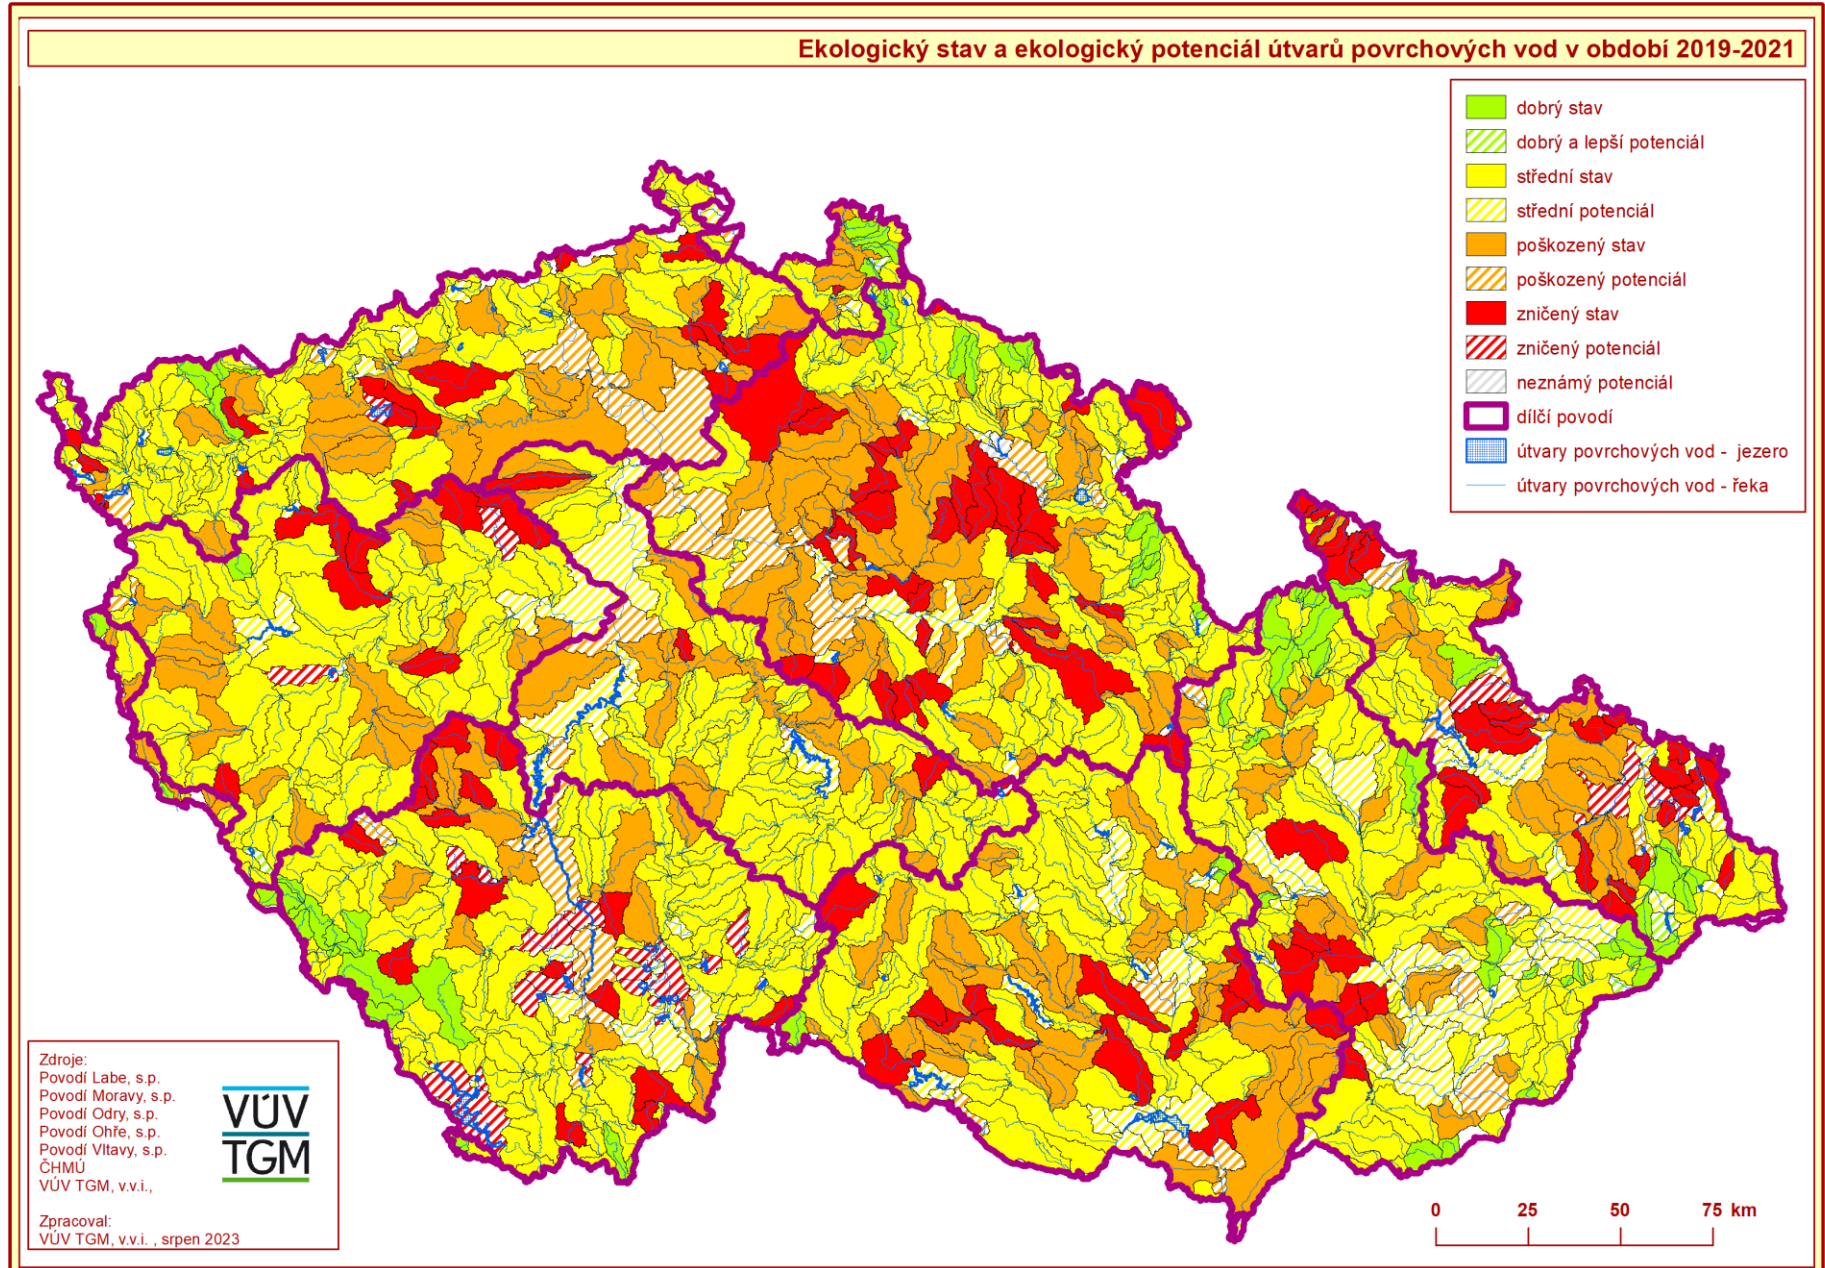 Ekologický stav a ekologický potenciál útvarů povrchových vod v období 2019-2021
dobrý stav
dobrý a lepší potenciál
střední stav
střední potenciál
poškozený stav
poškozený potenciál
zničený stav
zničený potenciál
neznámý potenciál
dílčí povodí
útvary povrchových vod - jezero
útvary povrchových vod - řeka
Zdroje:
Povodí Labe, s.p.
Povodí Moravy, s.p.
Povodí Odry, s.p.
Povodí Ohře, s.p.
Povodí Vltavy, s.p.
ČHMÚ
VÚV TGM, v.v.i.,
Zpracoval:
VÚV TGM, v.v.i. , srpen 2023
VÚV
TGM
0 25 50 75 km